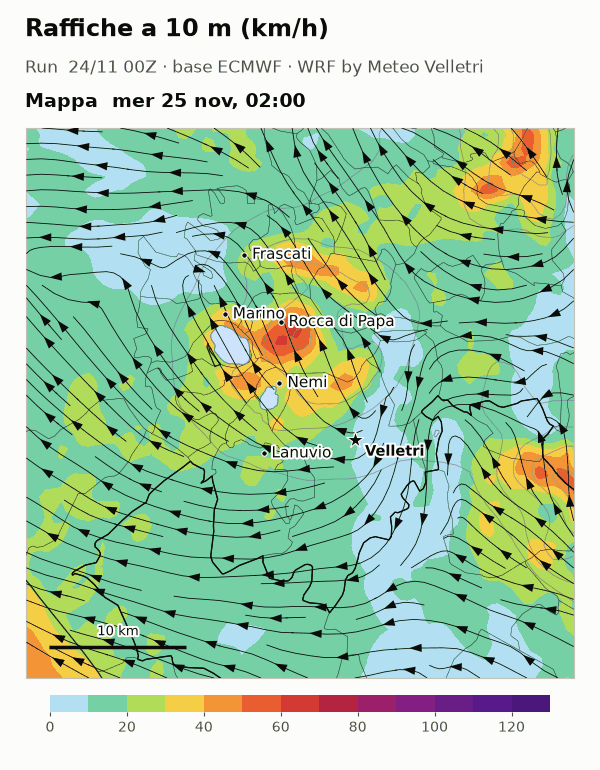 Raffiche a 10 m (km/h)
Run  24/11 00Z · base ECMWF · WRF by Meteo Velletri
Mappa  mer 25 nov, 02:00
Frascati
Marino
Rocca di Papa
Nemi
Velletri
Lanuvio
10 km
0 20 40 60 80 100 120